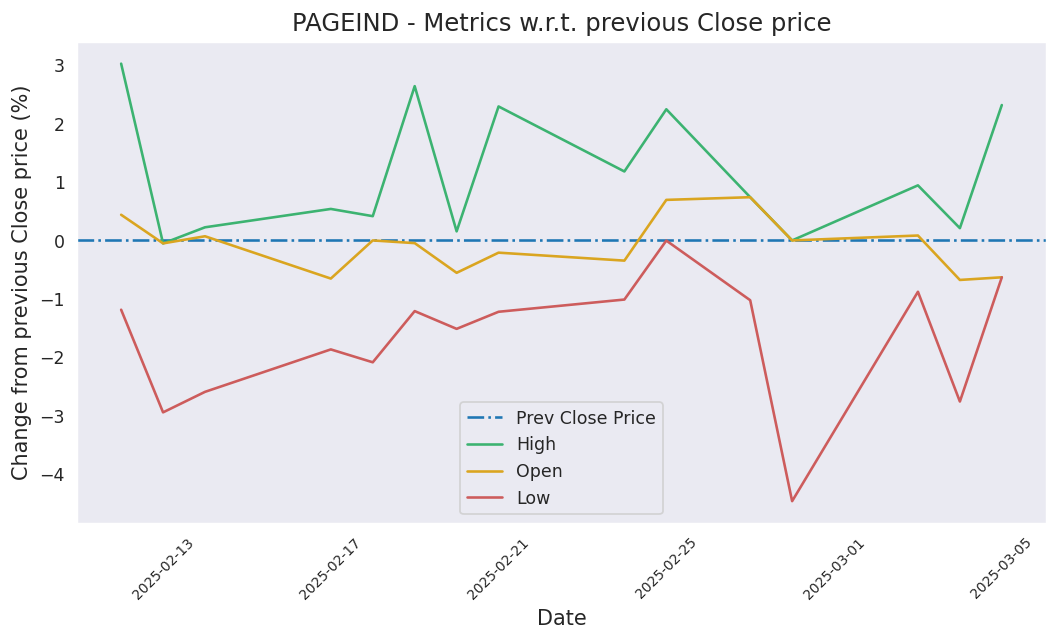 PAGEIND - Metrics w.r.t. previous Close price
Change from previous Close price (%)
3
2
1
0
−1
−2
−3
−4
Prev Close Price
High
Open
Low
2025-02-13
2025-02-17
2025-02-21
2025-02-25
2025-03-01
2025-03-05
Date